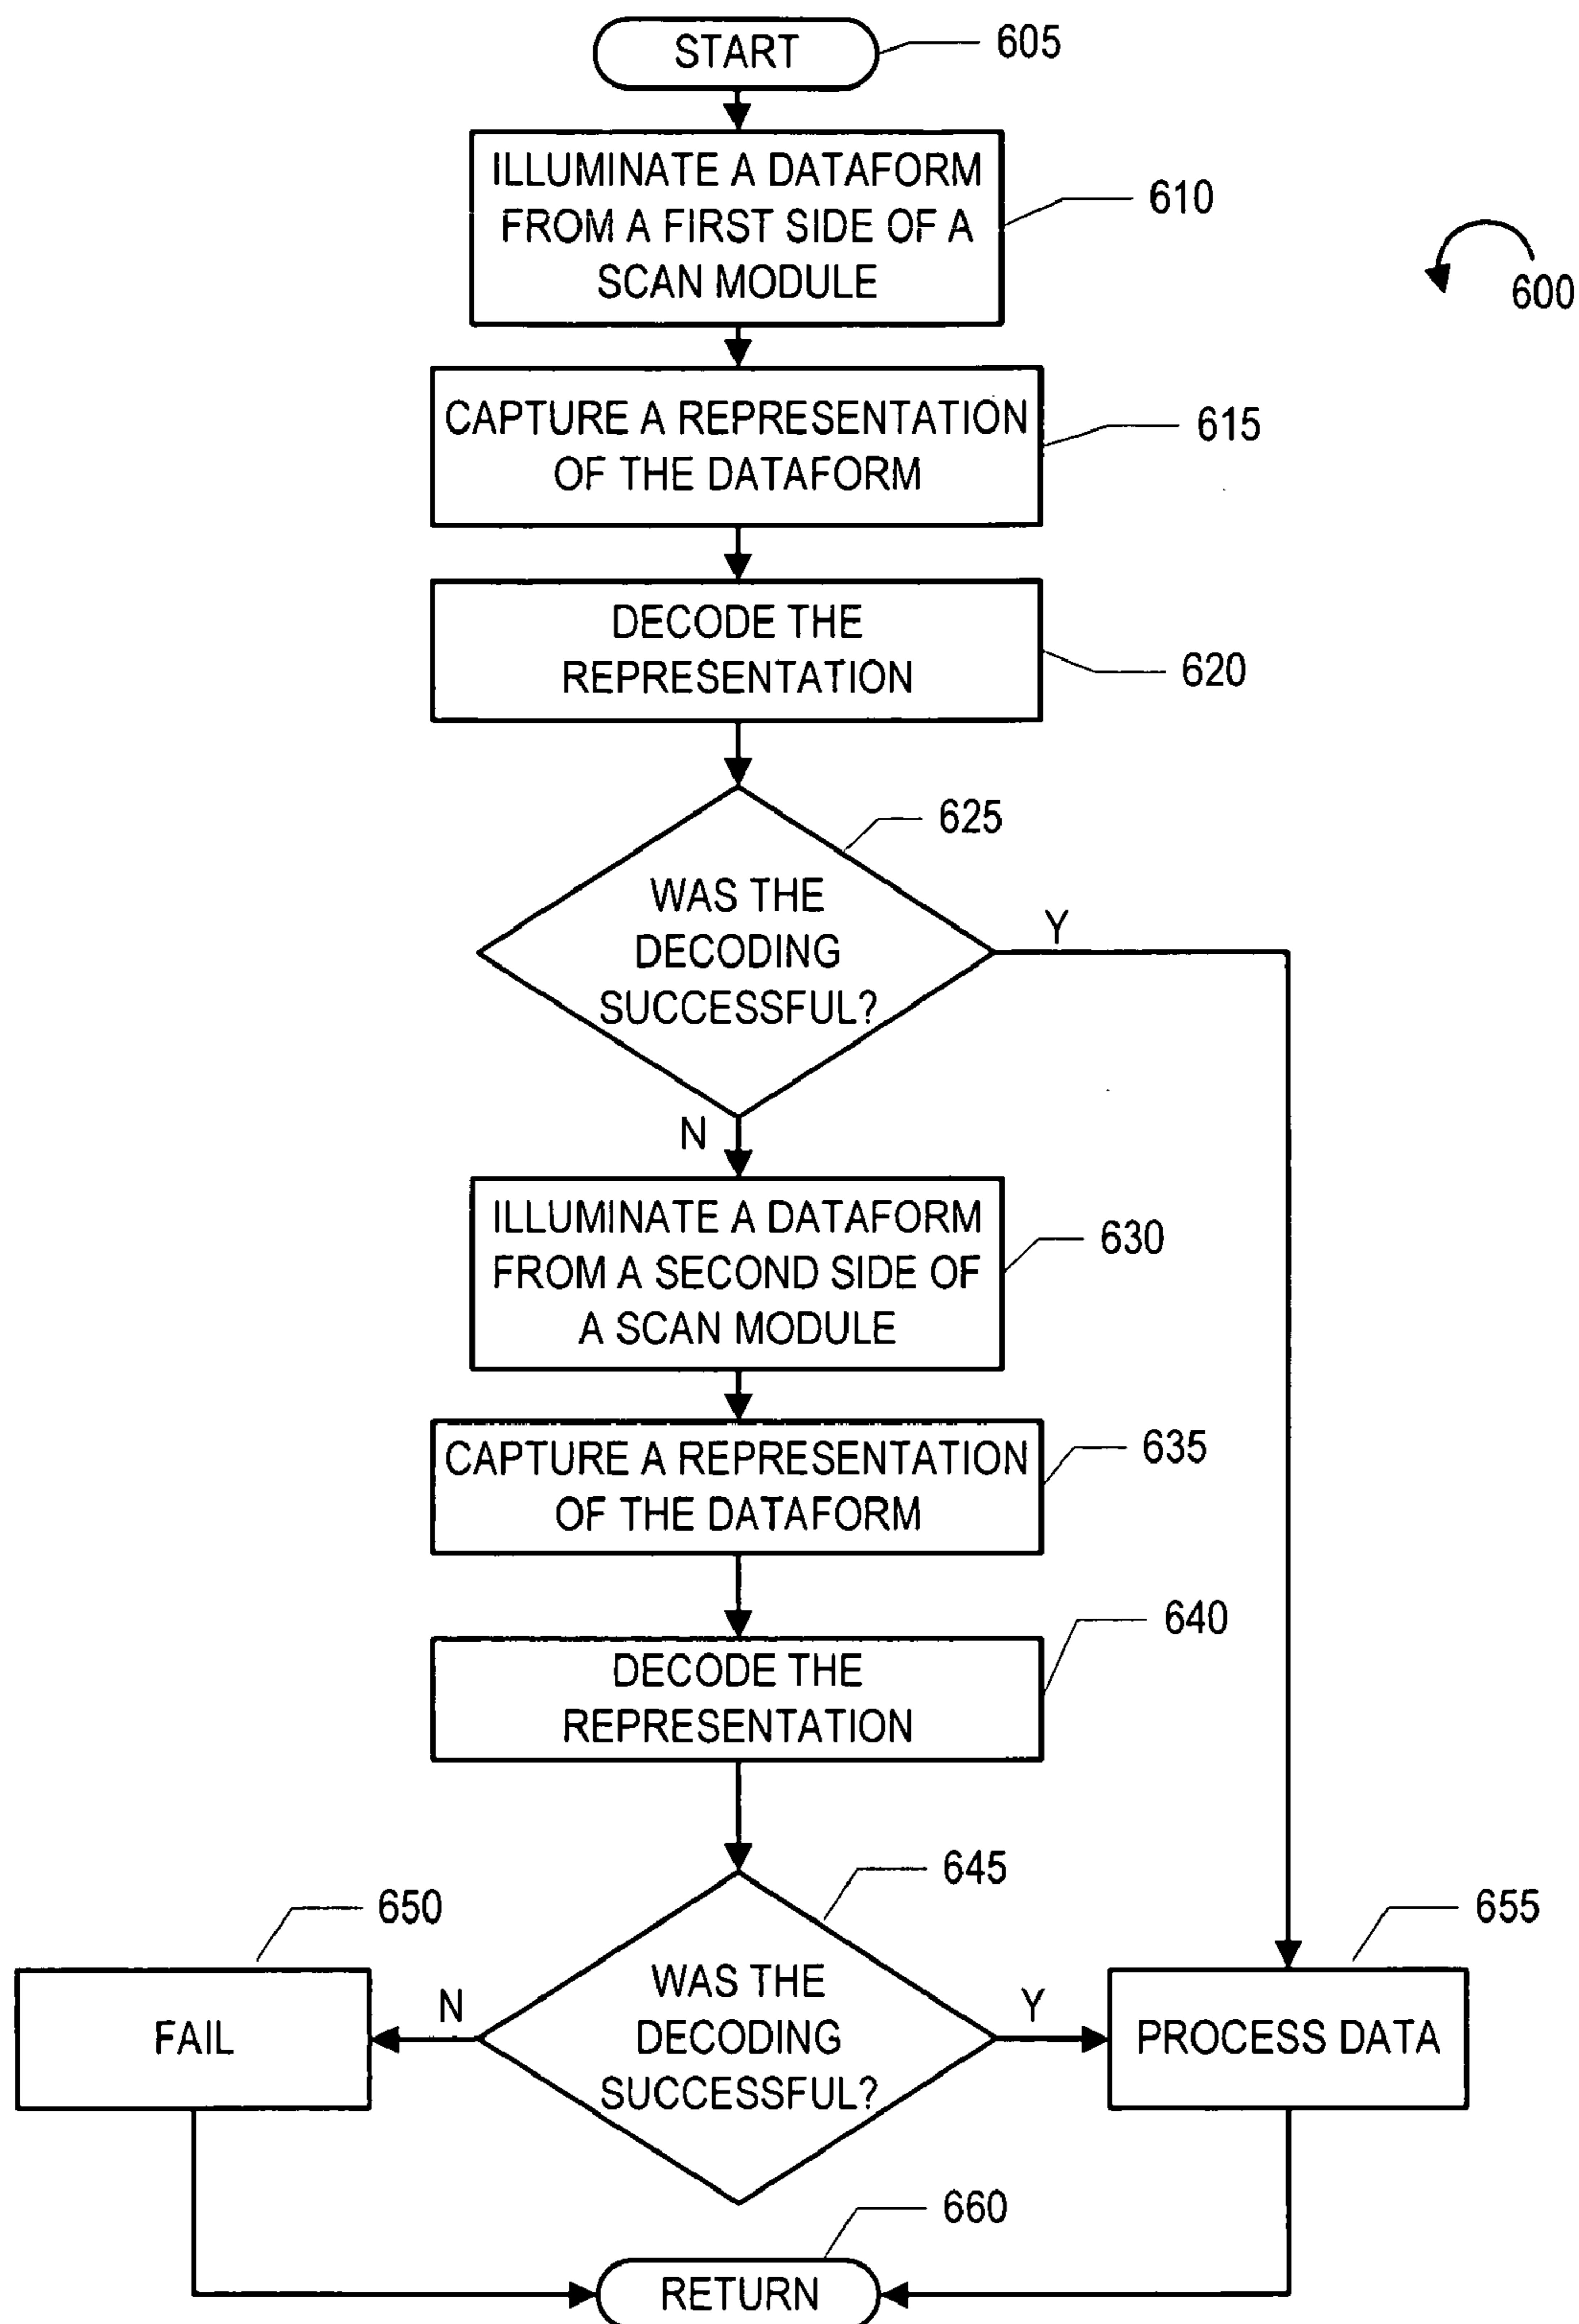 START
605
ILLUMINATE A DATAFORM
FROM A FIRST SIDE OF A
SCAN MODULE
610
600
CAPTURE A REPRESENTATION
OF THE DATAFORM
615
DECODE THE
REPRESENTATION
620
625
WAS THE
DECODING
SUCCESSFUL?
Y
N
ILLUMINATE A DATAFORM
FROM A SECOND SIDE OF
A SCAN MODULE
630
CAPTURE A REPRESENTATION
OF THE DATAFORM
635
DECODE THE
REPRESENTATION
640
645
650
655
WAS THE
DECODING
SUCCESSFUL?
N
Y
FAIL
PROCESS DATA
660
RETURN